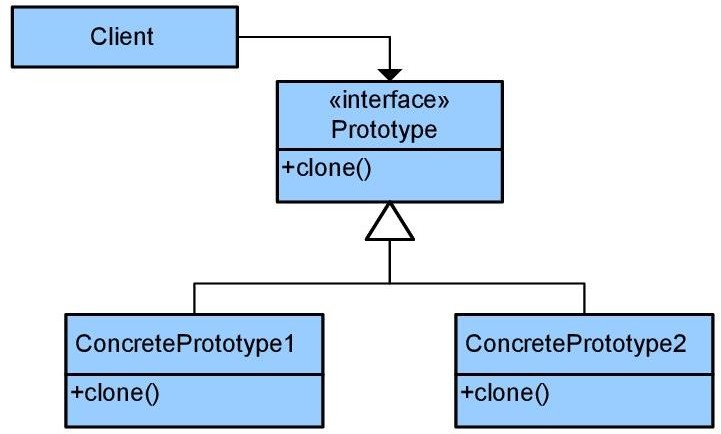 Client
«interface»
Prototype
+clone()
ConcretePrototype1
+clone()
ConcretePrototype2
+clone()